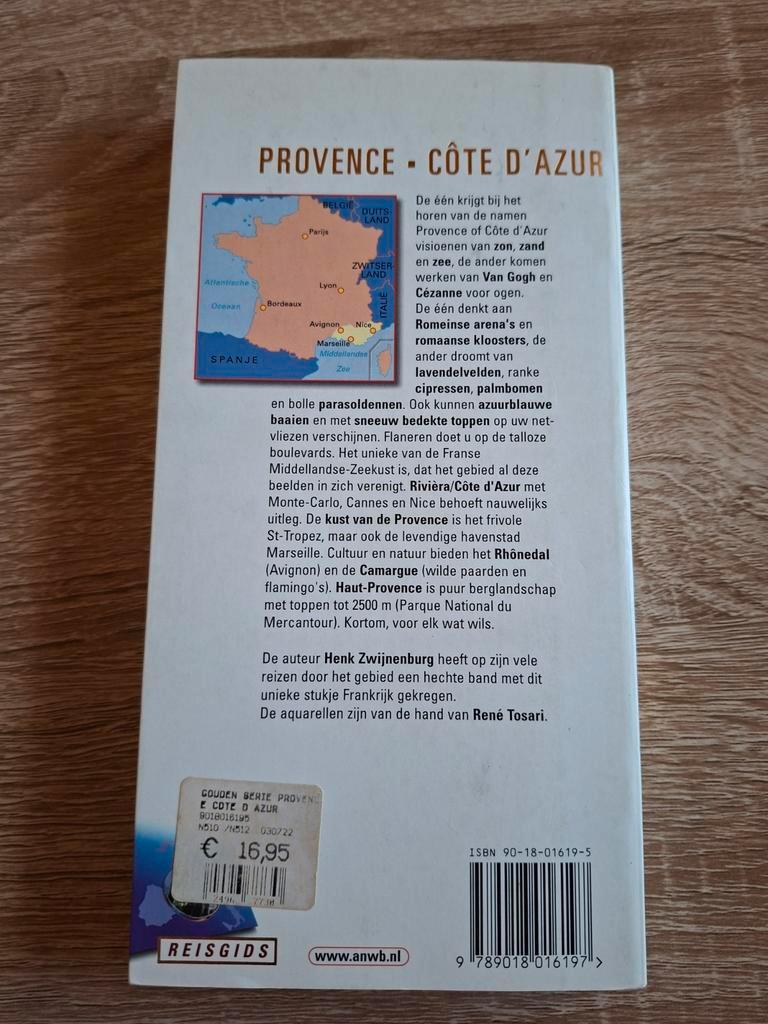 PROVENCE ▪ CÔTE D'AZUR
BELGIË
DUITS-
LAND
Parijs
ZWITSER-
LAND
Atlantische
Oceaan
Lyon
ITALIË
Bordeaux
Avignon
Nice
Marseille
SPANJE
Middellandse
Zee
De één krijgt bij het
horen van de namen
Provence of Côte d'Azur
visioenen van zon, zand
en zee, de ander komen
werken van Van Gogh en
Cézanne voor ogen.
De één denkt aan
Romeinse arena's en
romaanse kloosters, de
ander droomt van
lavendelvelden, ranke
cipressen, palmbomen
en bolle parasoldennen. Ook kunnen azuurblauwe
baaien en met sneeuw bedekte toppen op uw net-
vliezen verschijnen. Flaneren doet u op de talloze
boulevards. Het unieke van de Franse
Middellandse-Zeekust is, dat het gebied al deze
beelden in zich verenigt. Rivièra/Côte d'Azur met
Monte-Carlo, Cannes en Nice behoeft nauwelijks
uitleg. De kust van de Provence is het frivole
St-Tropez, maar ook de levendige havenstad
Marseille. Cultuur en natuur bieden het Rhônedal
(Avignon) en de Camargue (wilde paarden en
flamingo's). Haut-Provence is puur berglandschap
met toppen tot 2500 m (Parque National du
Mercantour). Kortom, voor elk wat wils.
De auteur Henk Zwijnenburg heeft op zijn vele
reizen door het gebied een hechte band met dit
unieke stukje Frankrijk gekregen.
De aquarellen zijn van de hand van René Tosari.
GOUDEN SERIE PROVENC
E COTE D AZUR
9018016195
N510 /N512 030722
€ 16,95
REISGIDS
www.anwb.nl
ISBN 90-18-01619-5
9 789018 016197 >